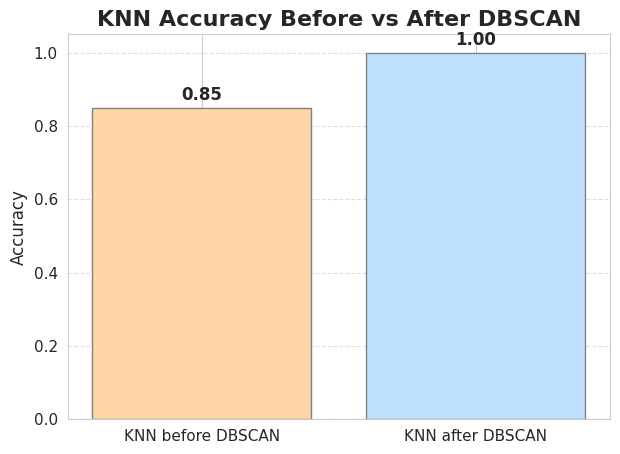 KNN Accuracy Before vs After DBSCAN
1.00
1.0
0.85
0.8
0.6
Accuracy
0.4
0.2
0.0
KNN before DBSCAN
KNN after DBSCAN